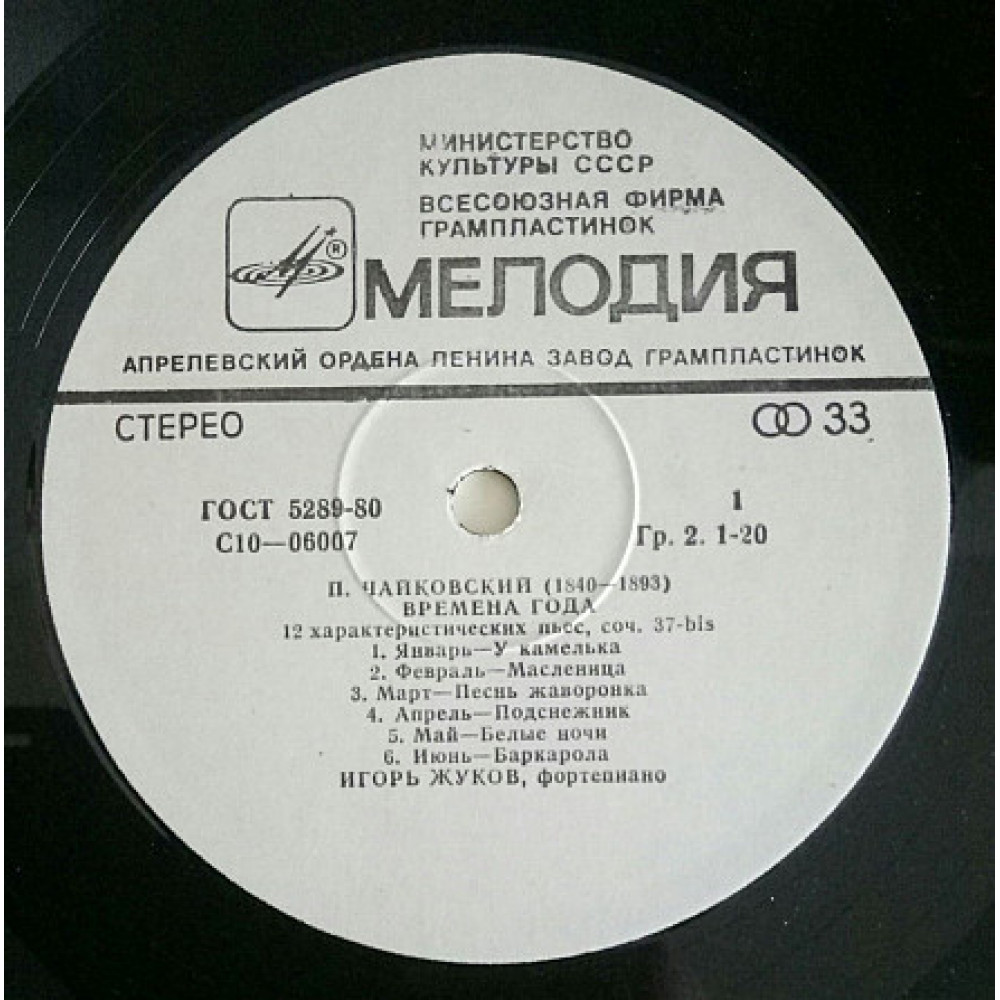 МИНИСТЕРСТВО
КУЛЬТУРЫ СССР
ВСЕСОЮЗНАЯ ФИРМА
ГРАМПЛАСТИНОК
®
МЕЛОДИЯ
АПРЕЛЕВСКИЙ ОРДЕНА ЛЕНИНА ЗАВОД ГРАМПЛАСТИНОК
СТЕРЕО
33
ГОСТ 5289-80
1
С10—06007
Гр. 2. 1-20
П. ЧАЙКОВСКИЙ (1840—1893)
ВРЕМЕНА ГОДА
12 характеристических пьес, соч. 37-bis
1. Январь—У камелька
2. Февраль—Масленица
3. Март—Песнь жаворонка
4. Апрель—Подснежник
5. Май—Белые ночи
6. Июнь—Баркарола
ИГОРЬ ЖУКОВ, фортепиано